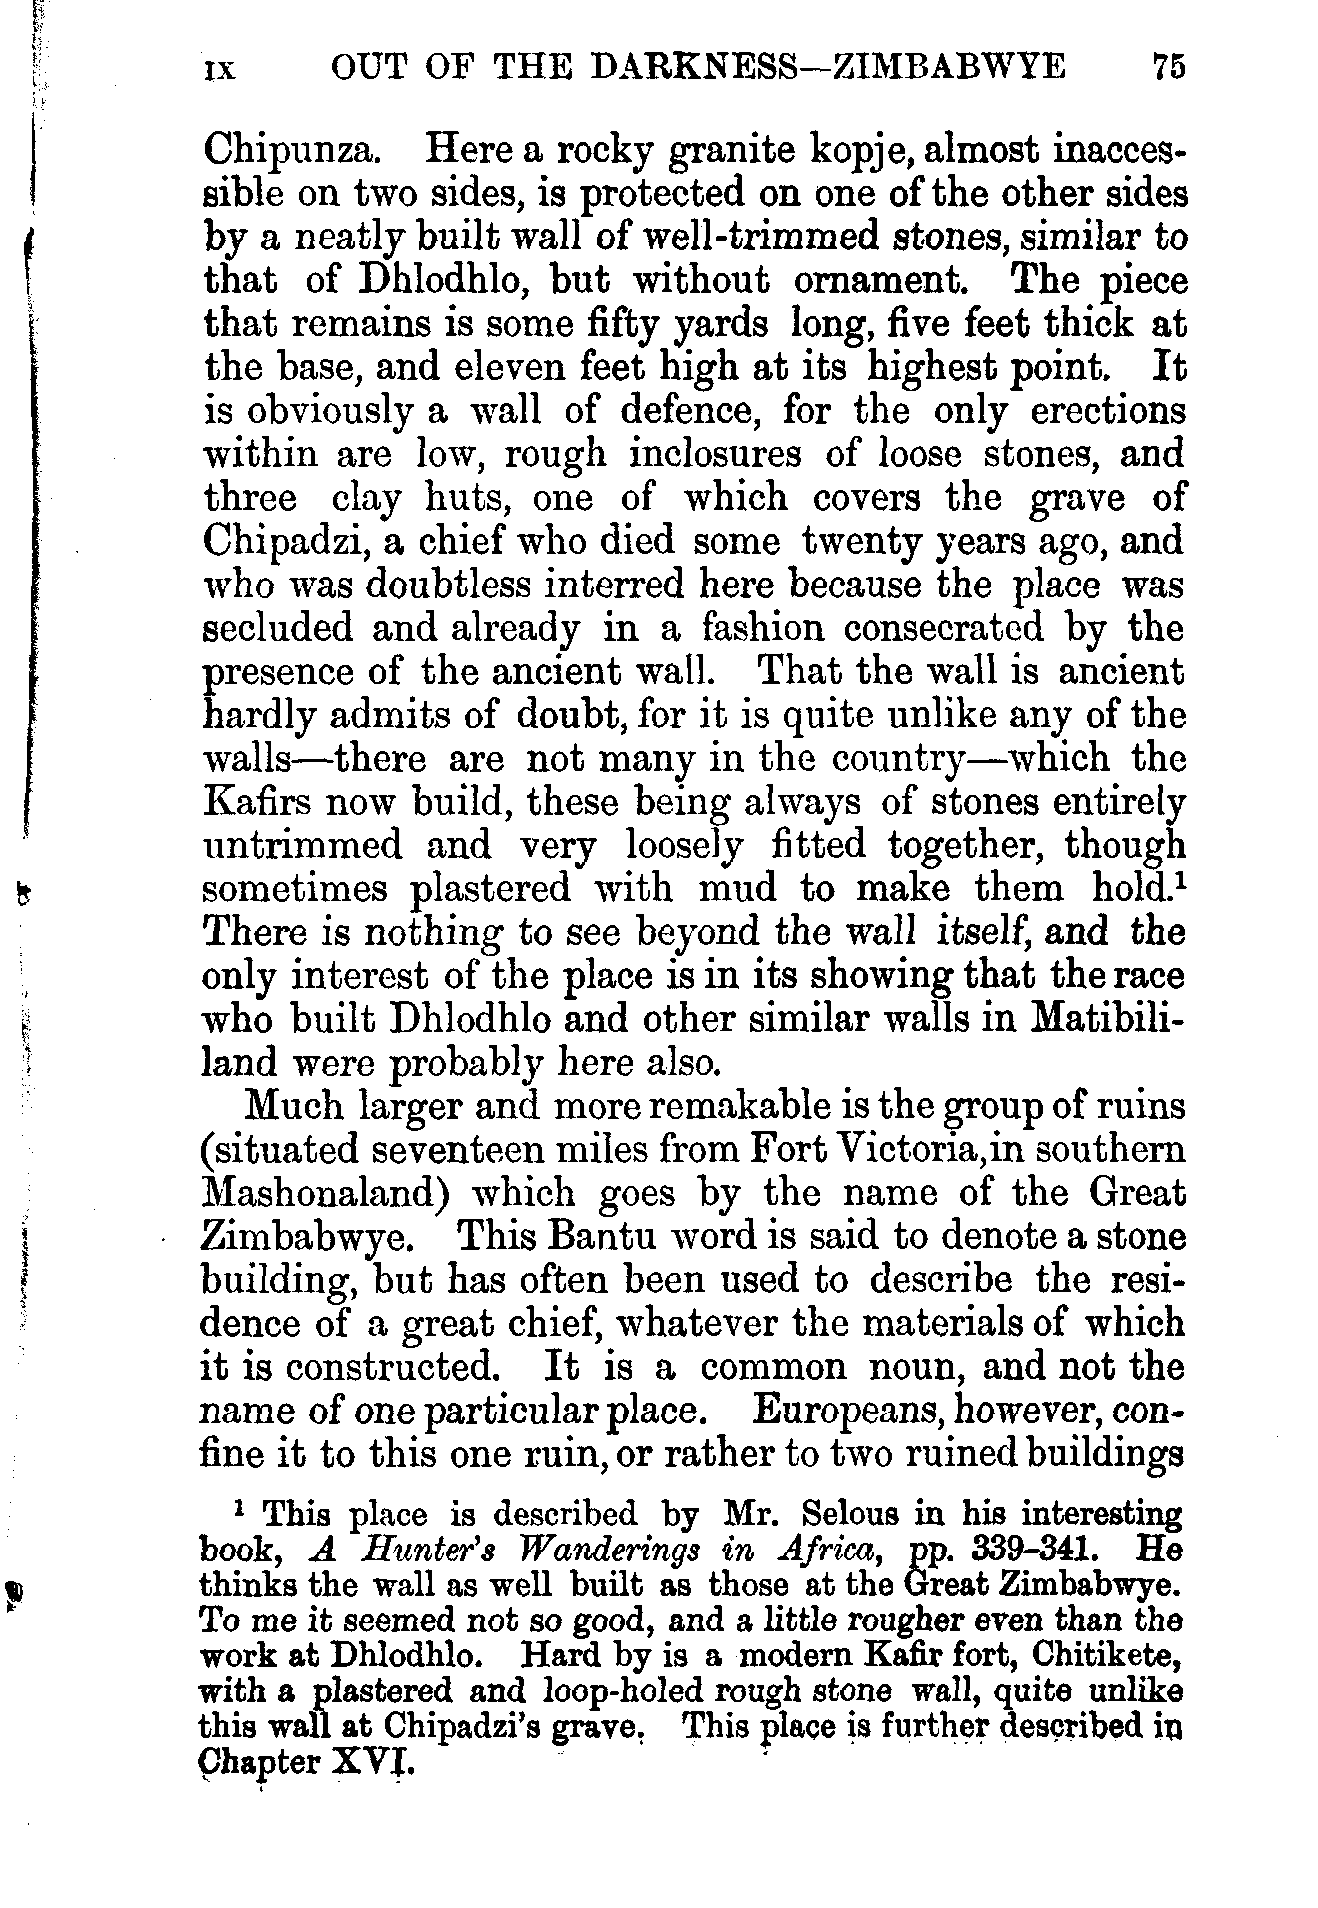 IX OUT OF THE DARKNESS—ZIMBABWYE 75
Chipunza. Here a rocky granite kopje, almost inacces-
sible on two sides, is protected on one of the other sides
by a neatly built wall of well-trimmed stones, similar to
that of Dhlodhlo, but without ornament. The piece
that remains is some fifty yards long, five feet thick at
the base, and eleven feet high at its highest point. It
is obviously a wall of defence, for the only erections
within are low, rough inclosures of loose stones, and
three clay huts, one of which covers the grave of
Chipadzi, a chief who died some twenty years ago, and
who was doubtless interred here because the place was
secluded and already in a fashion consecrated by the
presence of the ancient wall. That the wall is ancient
hardly admits of doubt, for it is quite unlike any of the
walls—there are not many in the country—which the
Kafirs now build, these being always of stones entirely
untrimmed and very loosely fitted together, though
sometimes plastered with mud to make them hold.¹
There is nothing to see beyond the wall itself, and the
only interest of the place is in its showing that the race
who built Dhlodhlo and other similar walls in Matibili-
land were probably here also.
Much larger and more remakable is the group of ruins
(situated seventeen miles from Fort Victoria, in southern
Mashonaland) which goes by the name of the Great
Zimbabwye. This Bantu word is said to denote a stone
building, but has often been used to describe the resi-
dence of a great chief, whatever the materials of which
it is constructed. It is a common noun, and not the
name of one particular place. Europeans, however, con-
fine it to this one ruin, or rather to two ruined buildings
¹ This place is described by Mr. Selous in his interesting
book, A Hunter's Wanderings in Africa, pp. 339–341. He
thinks the wall as well built as those at the Great Zimbabwye.
To me it seemed not so good, and a little rougher even than the
work at Dhlodhlo. Hard by is a modern Kafir fort, Chitikete,
with a plastered and loop-holed rough stone wall, quite unlike
this wall at Chipadzi's grave. This place is further described in
Chapter XVI.